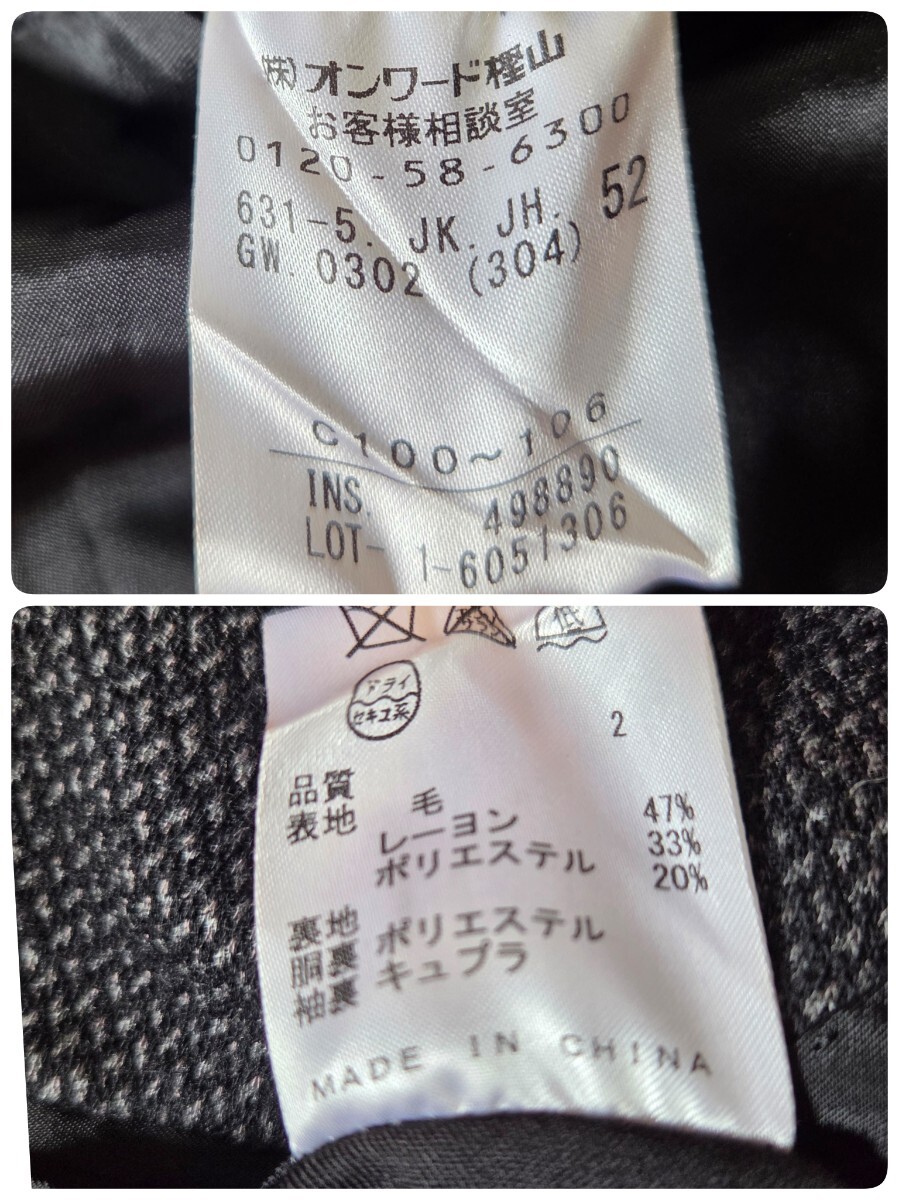 (株)オンワード樫山
お客様相談室
0120-58-6300
631-5. JK. JH. 52
GW. 0302 (304)
C100~106
INS. 498890
LOT- 1-6051306
低
ドライ
セキユ系
2
品質
表地 毛 47%
レーヨン 33%
ポリエステル 20%
裏地
胴裏 ポリエステル
袖裏 キュプラ
MADE IN CHINA